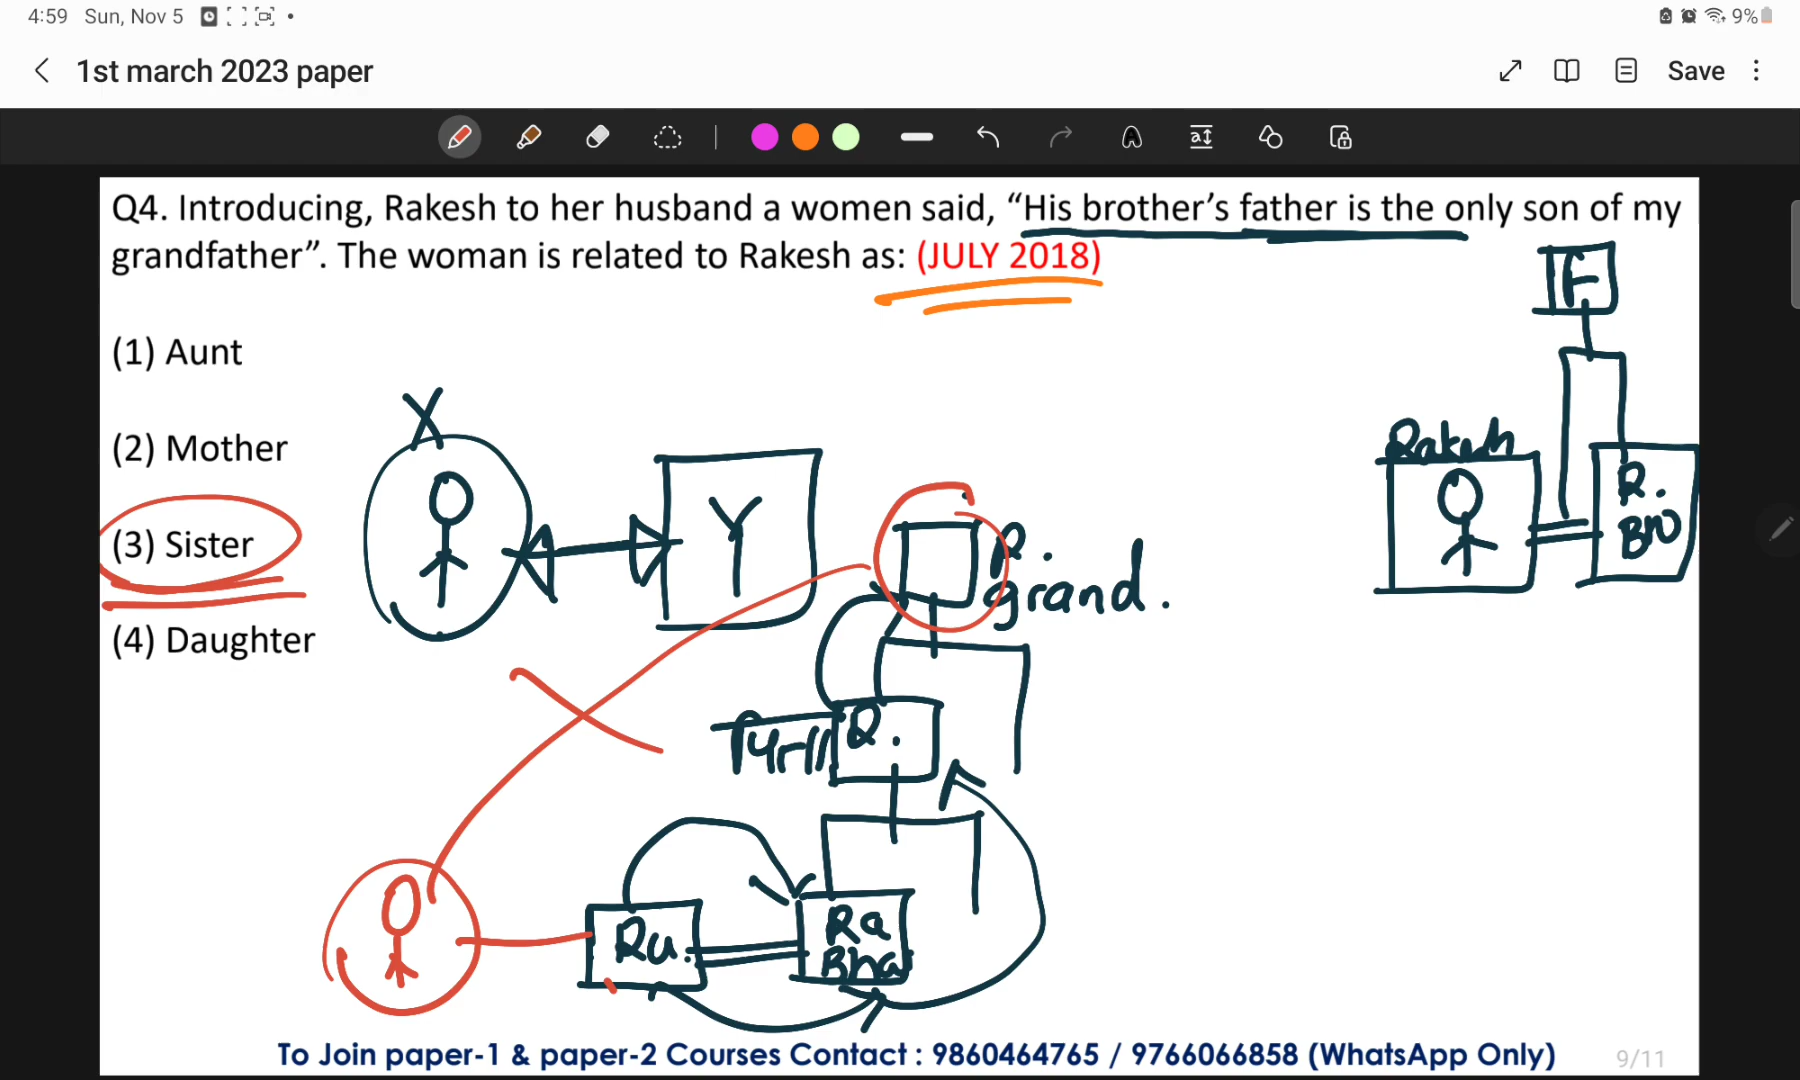 4:59 Sun, Nov 5
9%
1st march 2023 paper
Save
Q4. Introducing, Rakesh to her husband a women said, “His brother’s father is the only son of my
grandfather”. The woman is related to Rakesh as: (JULY 2018)
F
(1) Aunt
X
(2) Mother
Rakesh
Y
R.
Bro
(3) Sister
grand.
(4) Daughter
R.
Ra.
Ra
Bhai
To Join paper-1 & paper-2 Courses Contact : 9860464765 / 9766066858 (WhatsApp Only)
9/11